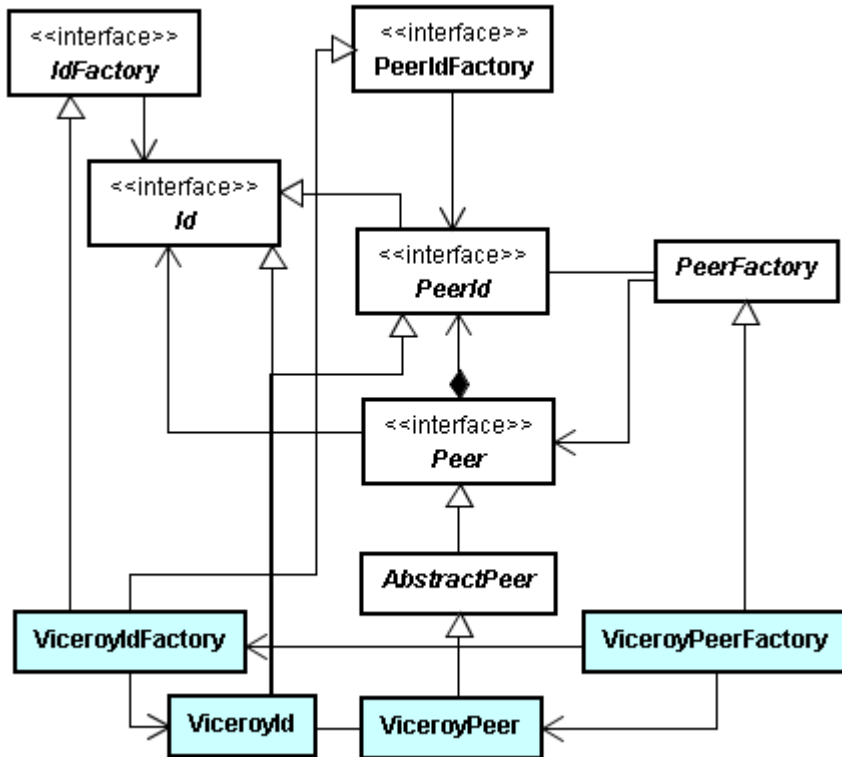 <<interface>>
IdFactory
<<interface>>
PeerIdFactory
<<interface>>
Id
<<interface>>
PeerId
PeerFactory
<<interface>>
Peer
AbstractPeer
ViceroyIdFactory
ViceroyPeerFactory
ViceroyId
ViceroyPeer